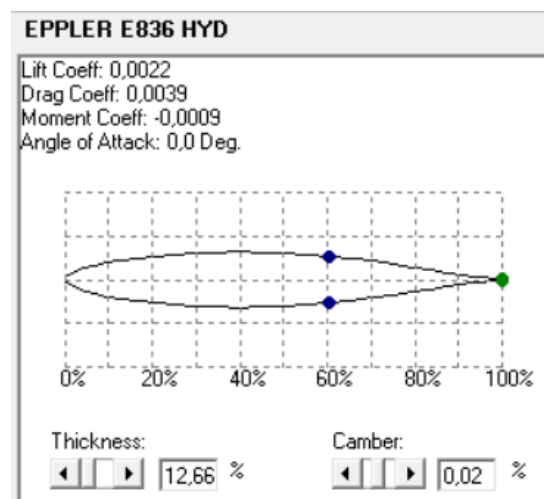 EPPLER E836 HYD
Lift Coeff: 0,0022
Drag Coeff: 0,0039
Moment Coeff: -0,0009
Angle of Attack: 0,0 Deg.
0% 20% 40% 60% 80% 100%
Thickness: Camber:
12,66 % 0,02 %